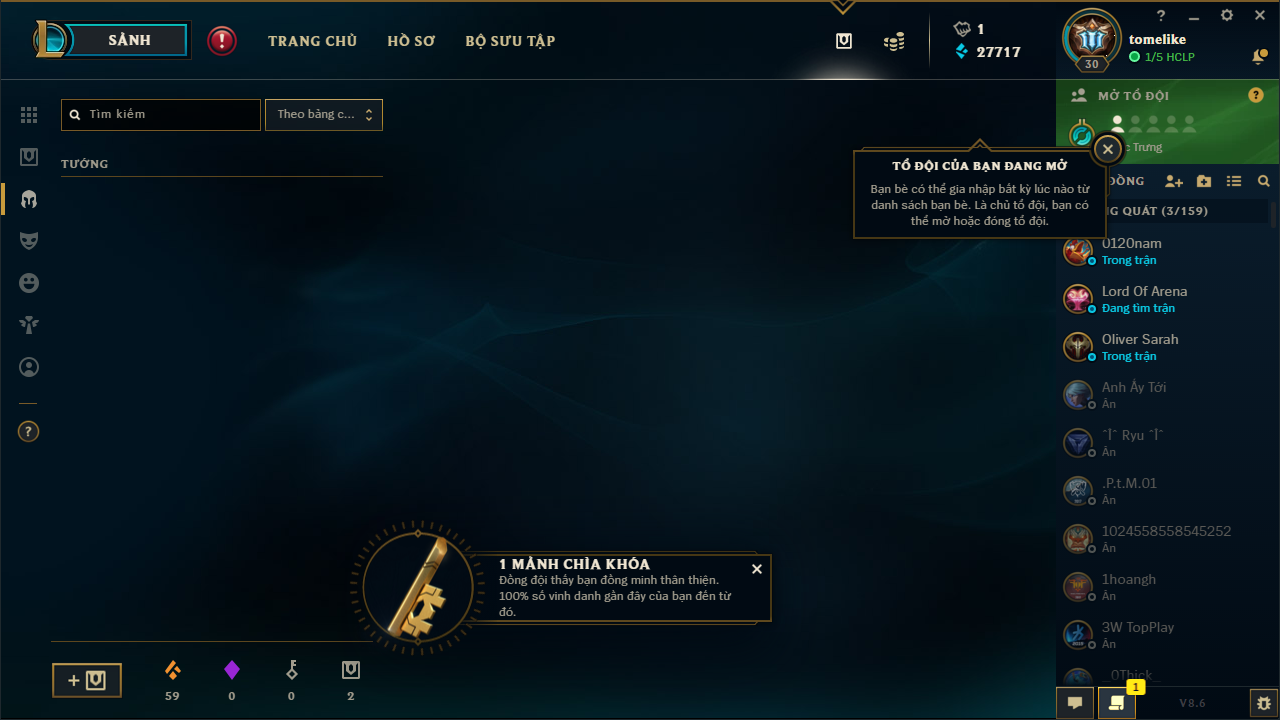 SẢNH
TRANG CHỦ
HỒ SƠ
BỘ SƯU TẬP
1
27717
?
30
tomelike
1/5 HCLP
Tìm kiếm
Theo bảng c...
TƯỚNG
MỞ TỔ ĐỘI
?
c Trưng
TỔ ĐỘI CỦA BẠN ĐANG MỞ
Bạn bè có thể gia nhập bất kỳ lúc nào từ
danh sách bạn bè. Là chủ tổ đội, bạn có
thể mở hoặc đóng tổ đội.
ĐỒNG
NG QUÁT (3/159)
0120nam
Trong trận
Lord Of Arena
Đang tìm trận
Oliver Sarah
Trong trận
Anh Ấy Tới
Ẩn
ˆÏˆ Ryu ˆÏˆ
Ẩn
.P.t.M.01
Ẩn
1024558558545252
Ẩn
1hoangh
Ẩn
3W TopPlay
Ẩn
_0Thick_
?
1 MẢNH CHÌA KHÓA
Đồng đội thấy bạn đồng minh thân thiện.
100% số vinh danh gần đây của bạn đến từ
đó.
59
0
0
2
1
V8.6